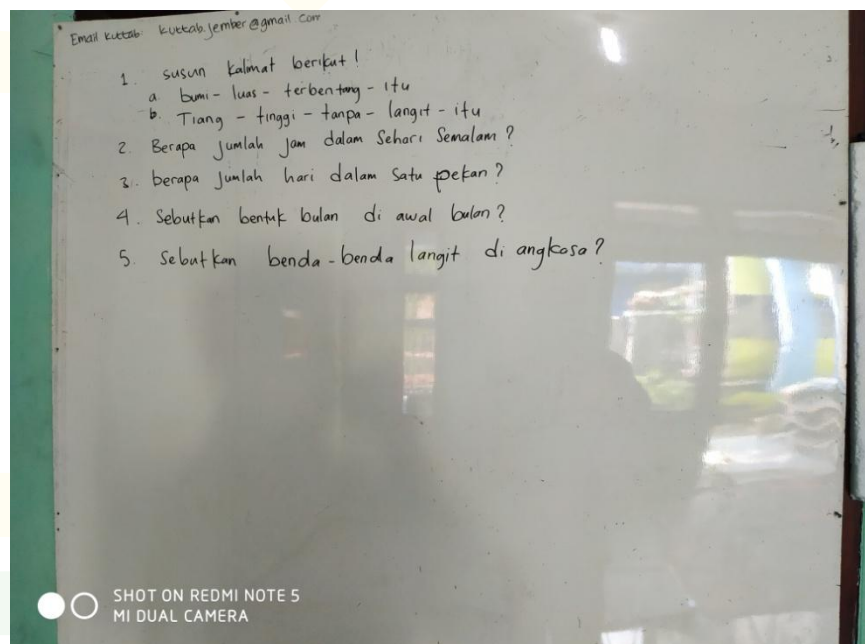 Email kuttab: kuttab.jember@gmail.com
1. susun kalimat berikut!
a. bumi - luas - terbentang - itu
b. Tiang - tinggi - tanpa - langit - itu
2. Berapa jumlah jam dalam Sehari Semalam?
3. berapa jumlah hari dalam satu pekan?
4. Sebutkan bentuk bulan di awal bulan?
5. Sebutkan benda-benda langit di angkosa?
SHOT ON REDMI NOTE 5
MI DUAL CAMERA